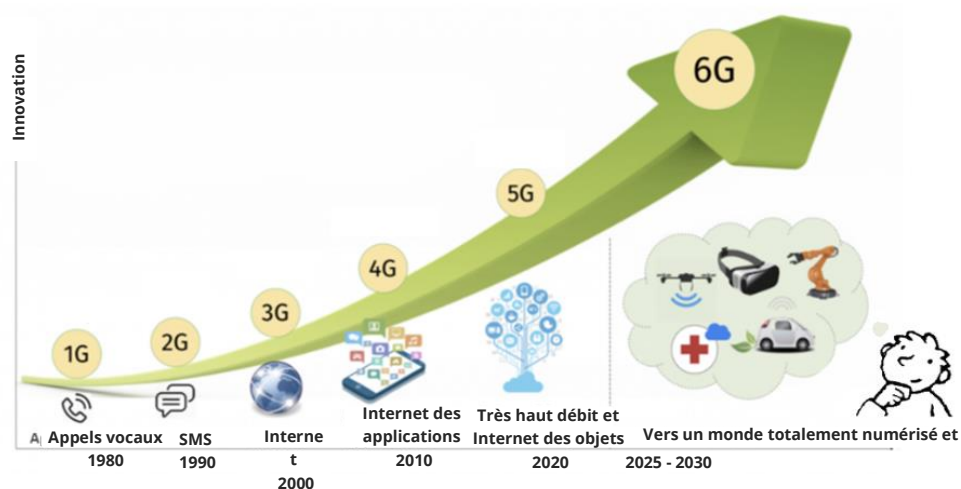 Innovation
6G
5G
4G
3G
2G
1G
Internet des
applications
Très haut débit et
Internet des objets
Vers un monde totalement numérisé et
Appels vocaux
SMS
Interne
t
1980
1990
2000
2010
2020
2025 - 2030